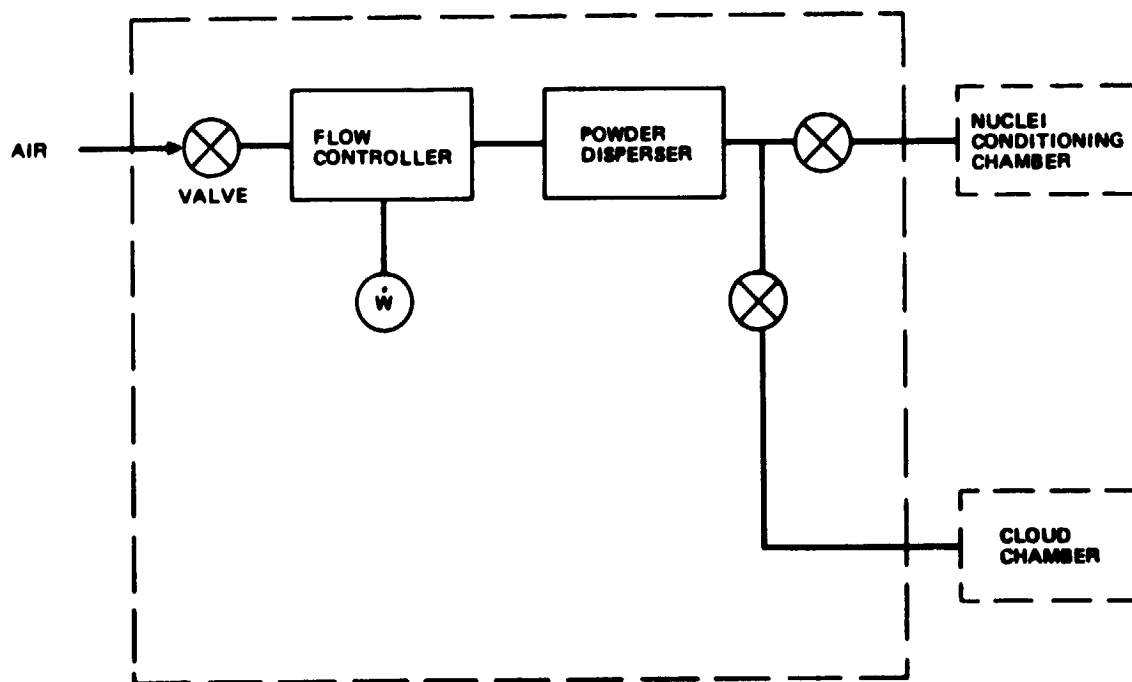 AIR
VALVE
FLOW
CONTROLLER
Ẇ
POWDER
DISPERSER
NUCLEI
CONDITIONING
CHAMBER
CLOUD
CHAMBER